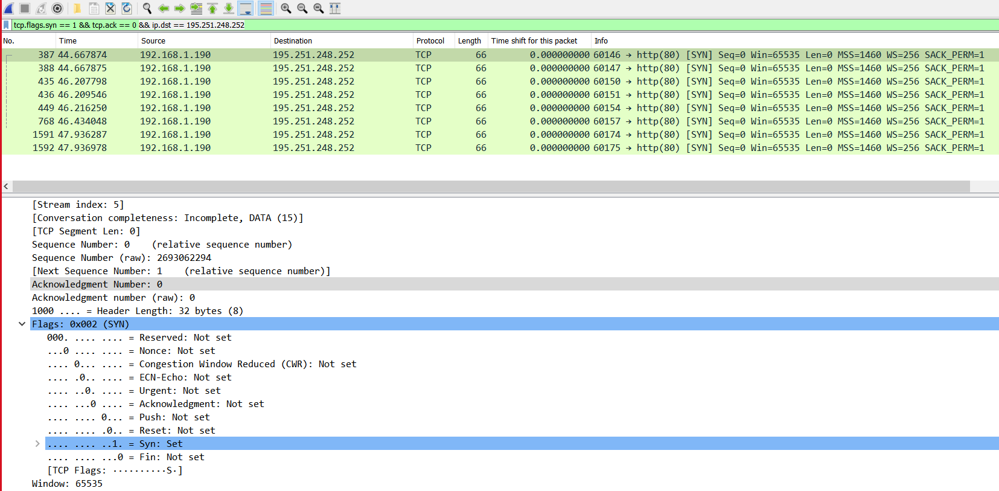 tcp.flags.syn == 1 && tcp.ack == 0 && ip.dst == 195.251.248.252
No. Time Source Destination Protocol Length Time shift for this packet Info
387 44.667874 192.168.1.190 195.251.248.252 TCP 66 0.000000000 60146 → http(80) [SYN] Seq=0 Win=65535 Len=0 MSS=1460 WS=256 SACK_PERM=1
388 44.667875 192.168.1.190 195.251.248.252 TCP 66 0.000000000 60147 → http(80) [SYN] Seq=0 Win=65535 Len=0 MSS=1460 WS=256 SACK_PERM=1
435 46.207798 192.168.1.190 195.251.248.252 TCP 66 0.000000000 60150 → http(80) [SYN] Seq=0 Win=65535 Len=0 MSS=1460 WS=256 SACK_PERM=1
436 46.209546 192.168.1.190 195.251.248.252 TCP 66 0.000000000 60151 → http(80) [SYN] Seq=0 Win=65535 Len=0 MSS=1460 WS=256 SACK_PERM=1
449 46.216250 192.168.1.190 195.251.248.252 TCP 66 0.000000000 60154 → http(80) [SYN] Seq=0 Win=65535 Len=0 MSS=1460 WS=256 SACK_PERM=1
768 46.434048 192.168.1.190 195.251.248.252 TCP 66 0.000000000 60157 → http(80) [SYN] Seq=0 Win=65535 Len=0 MSS=1460 WS=256 SACK_PERM=1
1591 47.936287 192.168.1.190 195.251.248.252 TCP 66 0.000000000 60174 → http(80) [SYN] Seq=0 Win=65535 Len=0 MSS=1460 WS=256 SACK_PERM=1
1592 47.936978 192.168.1.190 195.251.248.252 TCP 66 0.000000000 60175 → http(80) [SYN] Seq=0 Win=65535 Len=0 MSS=1460 WS=256 SACK_PERM=1
[Stream index: 5]
[Conversation completeness: Incomplete, DATA (15)]
[TCP Segment Len: 0]
Sequence Number: 0    (relative sequence number)
Sequence Number (raw): 2693062294
[Next Sequence Number: 1    (relative sequence number)]
Acknowledgment Number: 0
Acknowledgment number (raw): 0
1000 .... = Header Length: 32 bytes (8)
Flags: 0x002 (SYN)
000. .... .... = Reserved: Not set
...0 .... .... = Nonce: Not set
.... 0... .... = Congestion Window Reduced (CWR): Not set
.... .0.. .... = ECN-Echo: Not set
.... ..0. .... = Urgent: Not set
.... ...0 .... = Acknowledgment: Not set
.... .... 0... = Push: Not set
.... .... .0.. = Reset: Not set
.... .... ..1. = Syn: Set
.... .... ...0 = Fin: Not set
[TCP Flags: ··········S·]
Window: 65535